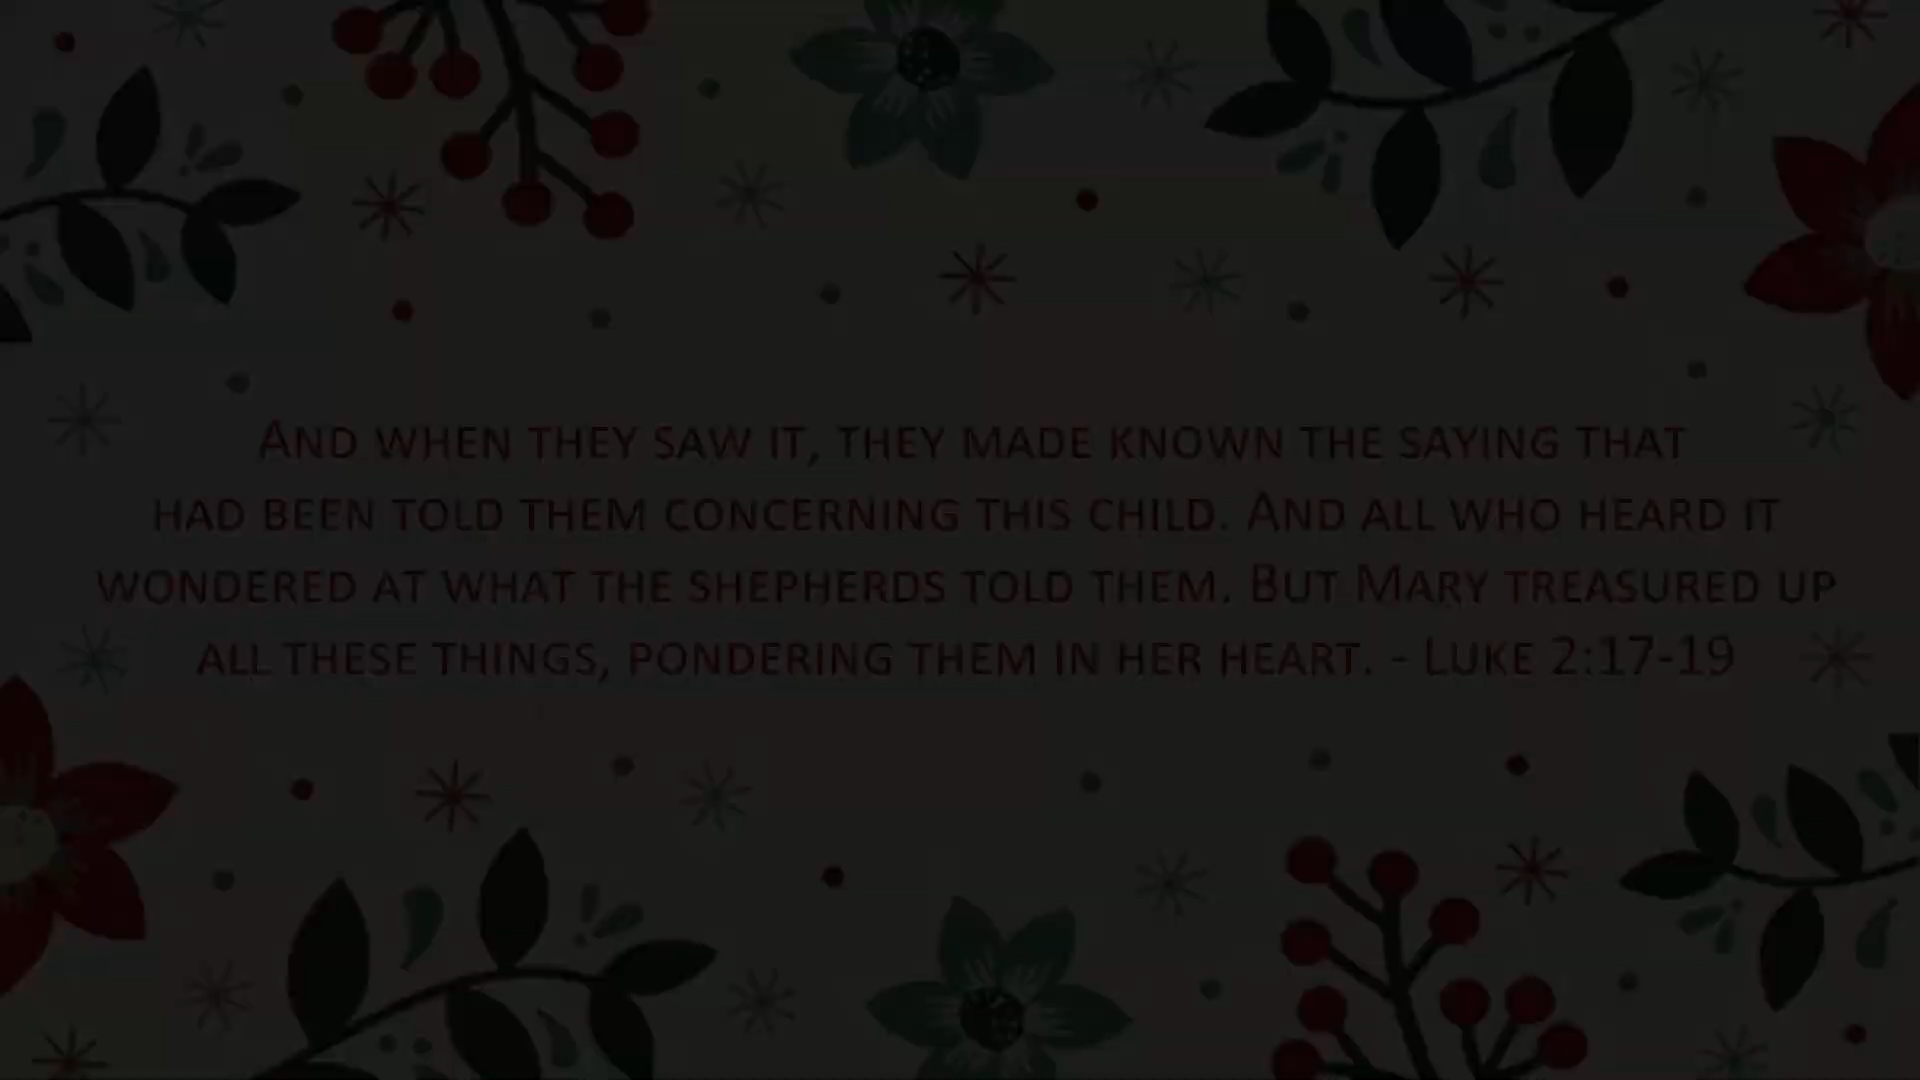 And when they saw it, they made known the saying that
had been told them concerning this child. And all who heard it
wondered at what the shepherds told them. But Mary treasured up
all these things, pondering them in her heart. - Luke 2:17-19